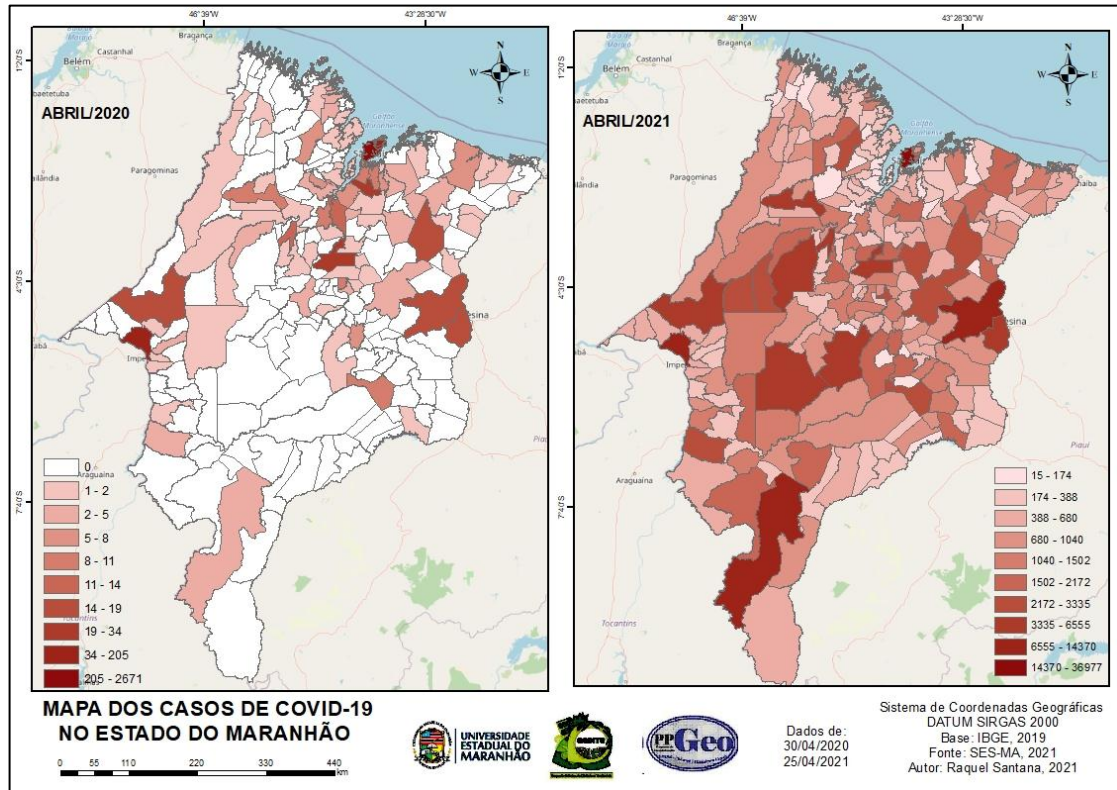 46°39'W
43°28'30"W
46°39'W
43°28'30"W
1°20'S
4°30'S
7°40'S
1°20'S
4°30'S
7°40'S
Bragança
Castanhal
Belém
Paragominas
ABRIL/2020
N
W
E
S
Araguaína
Tocantins
Piauí
0
1 - 2
2 - 5
5 - 8
8 - 11
11 - 14
14 - 19
19 - 34
34 - 205
205 - 2671
Bragança
Castanhal
Belém
Paragominas
ABRIL/2021
Golfão
Maranhense
N
W
E
S
Araguaína
Tocantins
Piauí
15 - 174
174 - 388
388 - 680
680 - 1040
1040 - 1502
1502 - 2172
2172 - 3335
3335 - 6555
6555 - 14370
14370 - 36977
MAPA DOS CASOS DE COVID-19
NO ESTADO DO MARANHÃO
0 55 110 220 330 440
km
UNIVERSIDADE
ESTADUAL DO
MARANHÃO
PPGeo
Dados de:
30/04/2020
25/04/2021
Sistema de Coordenadas Geográficas
DATUM SIRGAS 2000
Base: IBGE, 2019
Fonte: SES-MA, 2021
Autor: Raquel Santana, 2021